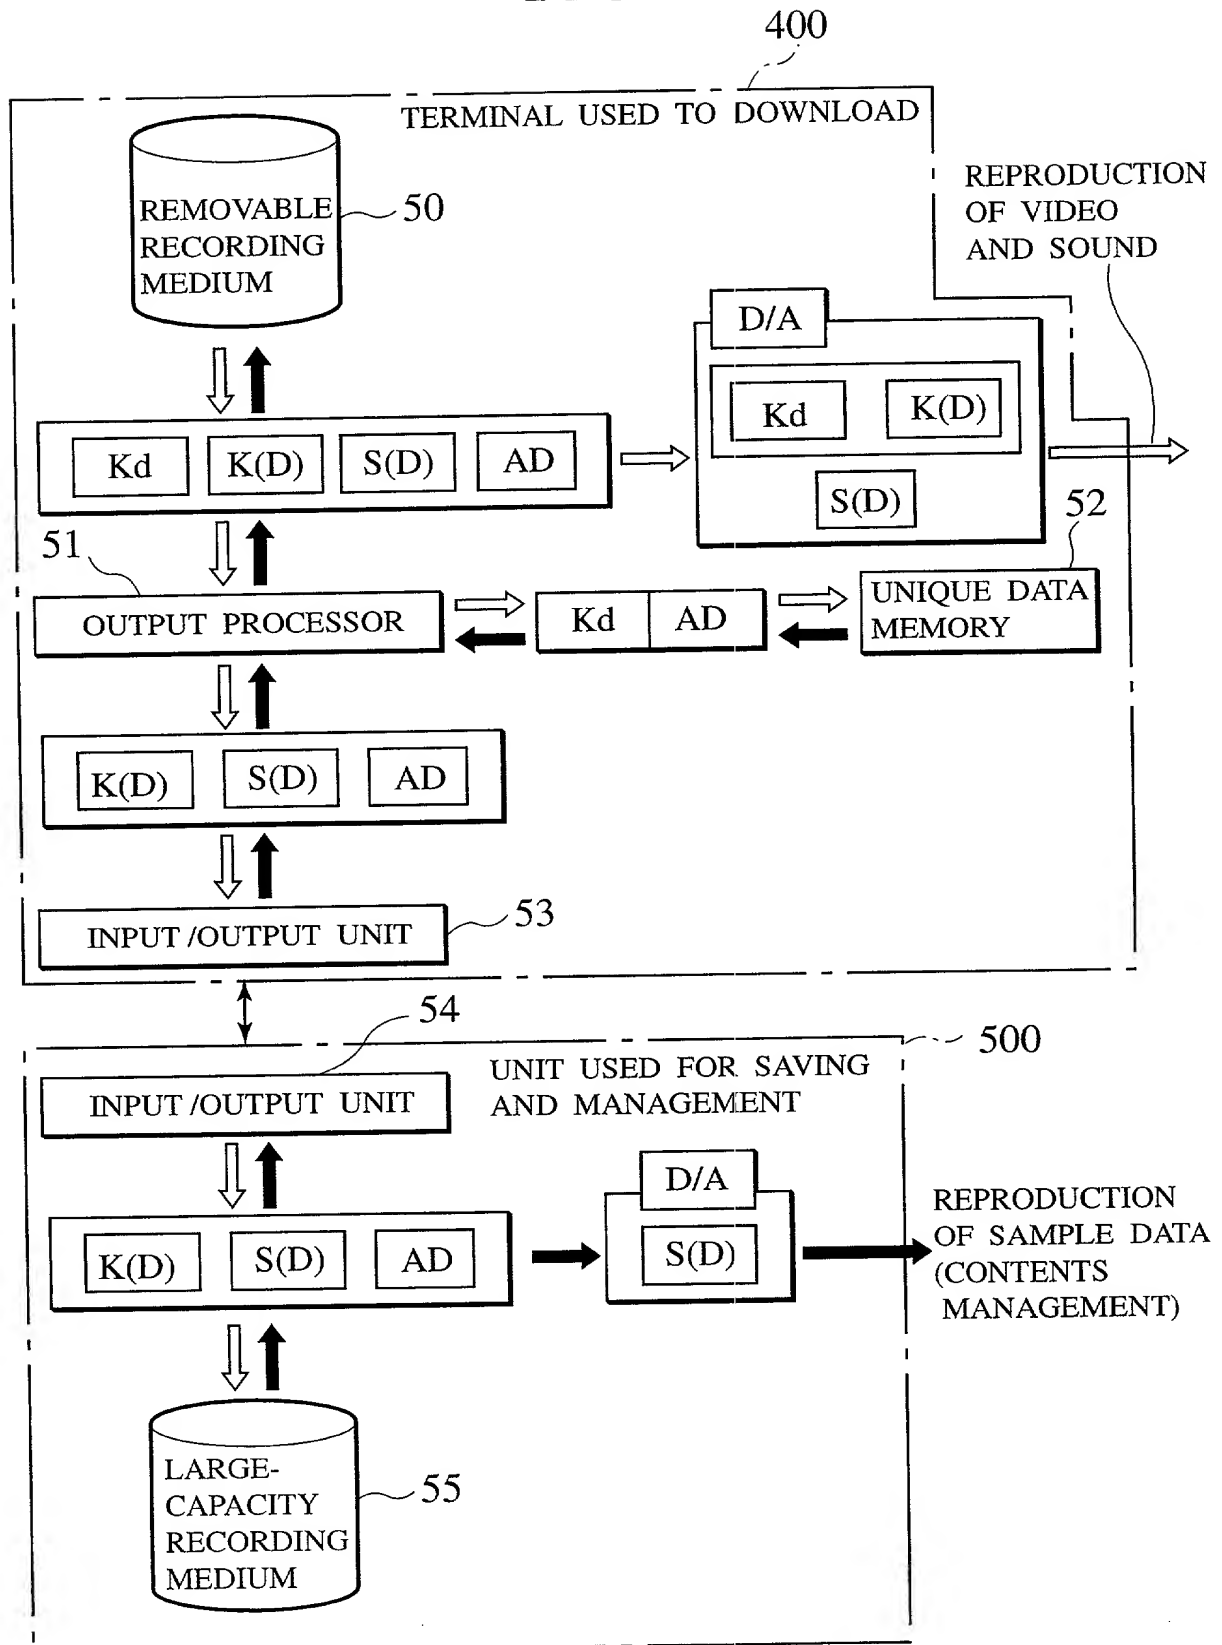 400
TERMINAL USED TO DOWNLOAD
REMOVABLE
RECORDING
MEDIUM
50
REPRODUCTION
OF VIDEO
AND SOUND
D/A
Kd
K(D)
S(D)
Kd
K(D)
S(D)
AD
51
OUTPUT PROCESSOR
Kd
AD
52
UNIQUE DATA
MEMORY
K(D)
S(D)
AD
INPUT/OUTPUT UNIT
53
54
500
UNIT USED FOR SAVING
AND MANAGEMENT
INPUT/OUTPUT UNIT
K(D)
S(D)
AD
D/A
S(D)
REPRODUCTION
OF SAMPLE DATA
(CONTENTS
MANAGEMENT)
LARGE-
CAPACITY
RECORDING
MEDIUM
55